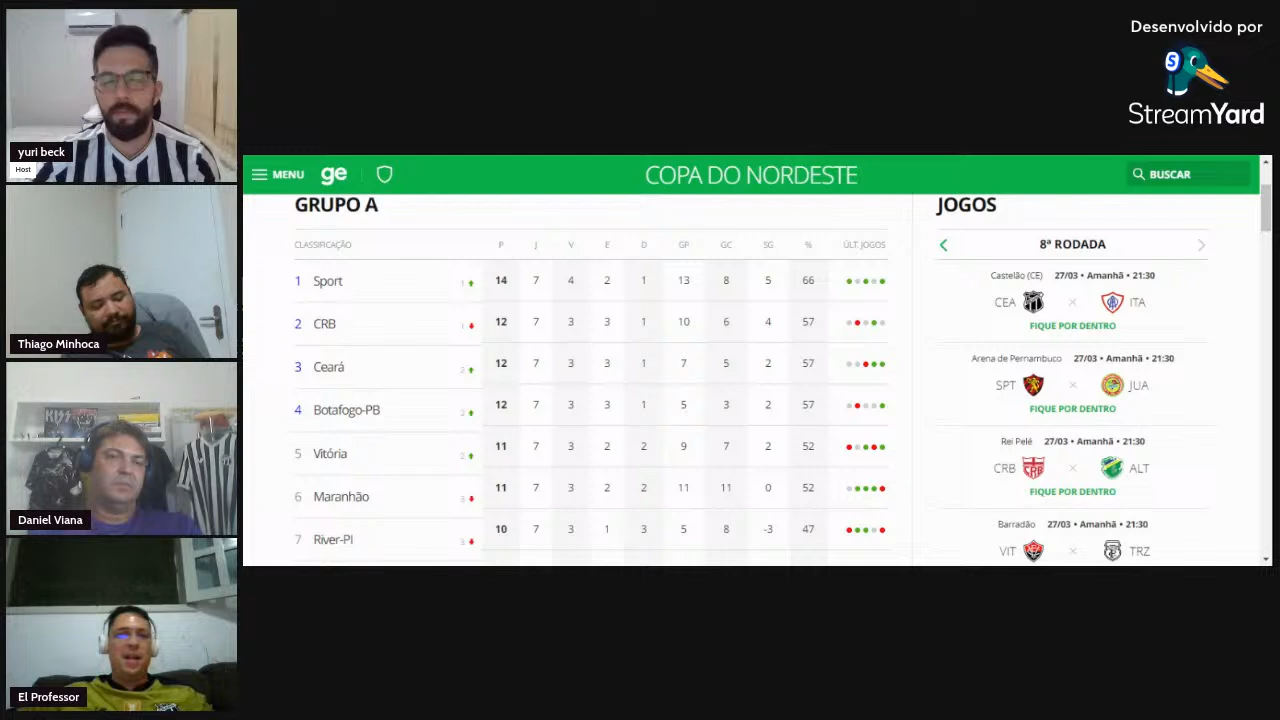 yuri beck
Host
Thiago Minhoca
KISS
Daniel Viana
El Professor
Desenvolvido por
S
StreamYard
MENU ge COPA DO NORDESTE BUSCAR
GRUPO A
CLASSIFICAÇÃO P J V E D GP GC SG % ÚLT. JOGOS
1 Sport 14 7 4 2 1 13 8 5 66
2 CRB 12 7 3 3 1 10 6 4 57
3 Ceará 12 7 3 3 1 7 5 2 57
4 Botafogo-PB 12 7 3 3 1 5 3 2 57
5 Vitória 11 7 3 2 2 9 7 2 52
6 Maranhão 11 7 3 2 2 11 11 0 52
7 River-PI 10 7 3 1 3 5 8 -3 47
JOGOS
8ª RODADA
Castelão (CE) 27/03 • Amanhã • 21:30
CEA × ITA
FIQUE POR DENTRO
Arena de Pernambuco 27/03 • Amanhã • 21:30
SPT × JUA
FIQUE POR DENTRO
Rei Pelé 27/03 • Amanhã • 21:30
CRB × ALT
FIQUE POR DENTRO
Barradão 27/03 • Amanhã • 21:30
VIT × TRZ